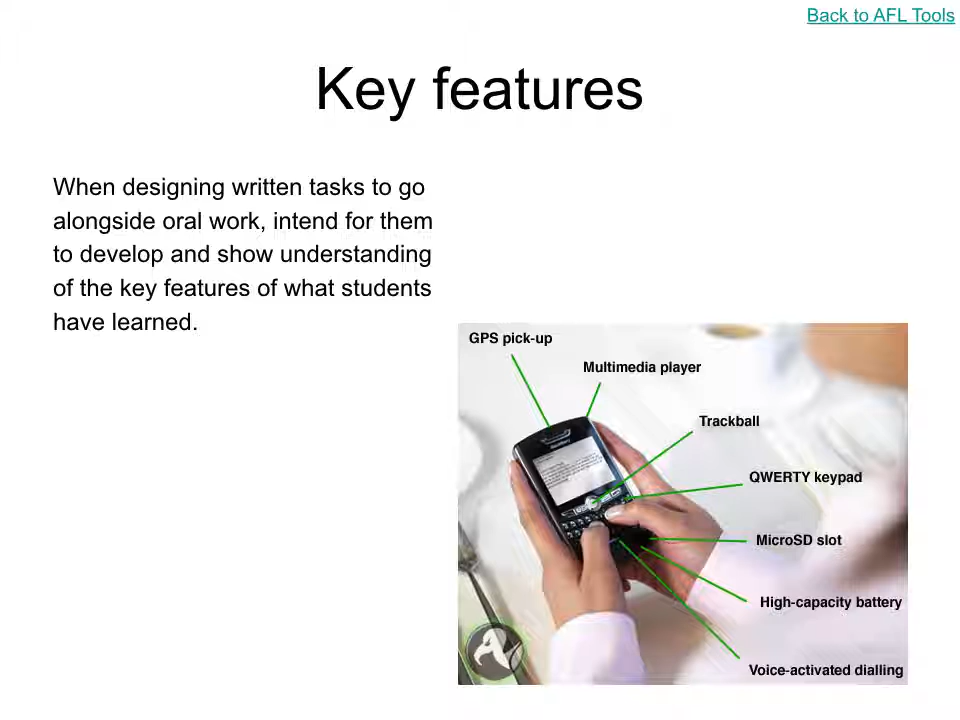 Back to AFL Tools
Key features
When designing written tasks to go
alongside oral work, intend for them
to develop and show understanding
of the key features of what students
have learned.
GPS pick-up
Multimedia player
Trackball
QWERTY keypad
MicroSD slot
High-capacity battery
Voice-activated dialling